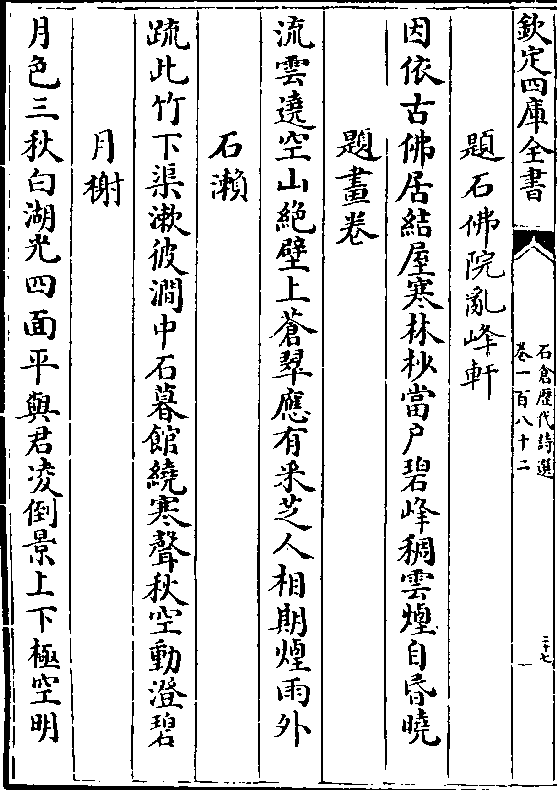 欽定四庫全書
石倉歷代詩選
卷一百八十二
二十七
題石佛院亂峰軒
因依古佛居結屋寒林杪當户碧峰稠雲煙自昏曉
題畫卷
流雲遶空山絶壁上蒼翠應有采芝人相期煙雨外
石瀨
疏此竹下渠漱彼澗中石暮館繞寒聲秋空動澄碧
月榭
月色三秋白湖光四面平與君凌倒景上下極空明